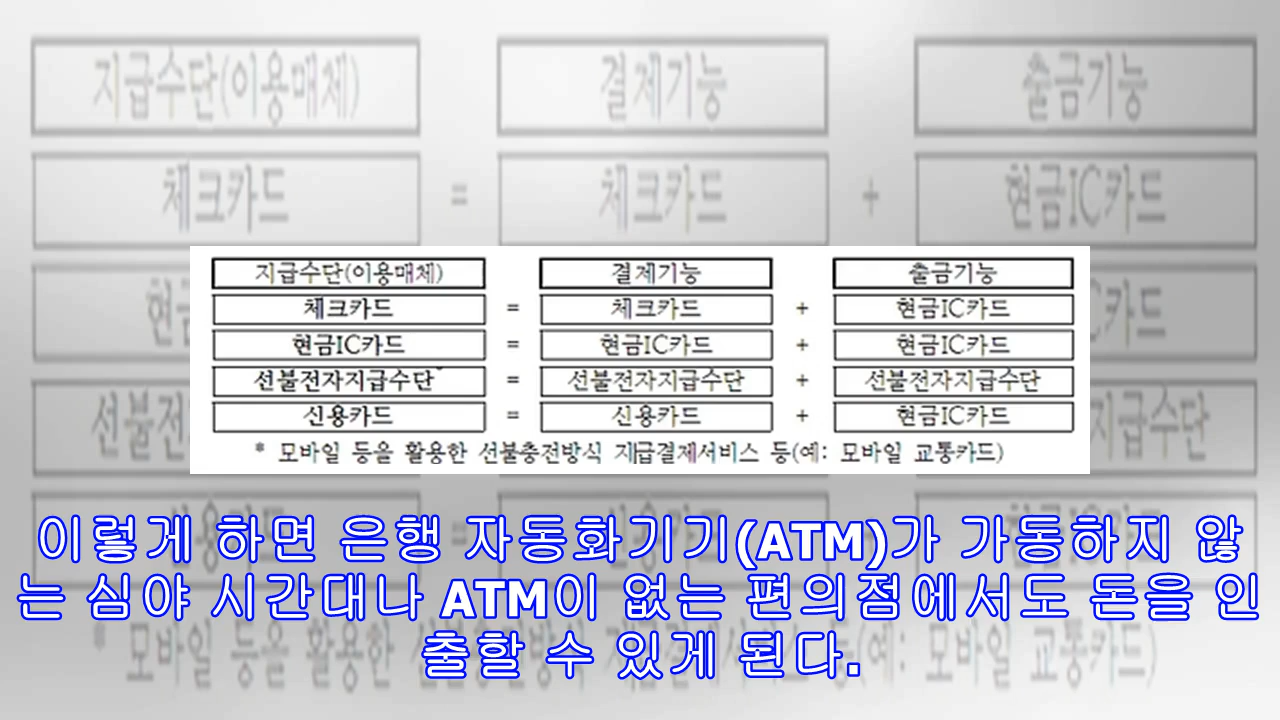 지급수단(이용매체) 결제기능 출금기능
체크카드 = 체크카드 + 현금IC카드
현금IC카드 = 현금IC카드 + 현금IC카드
선불전자지급수단* = 선불전자지급수단 + 선불전자지급수단
신용카드 = 신용카드 + 현금IC카드
* 모바일 등을 활용한 선불충전방식 지급결제서비스 등(예: 모바일 교통카드)
이렇게 하면 은행 자동화기기(ATM)가 가동하지 않
는 심야 시간대나 ATM이 없는 편의점에서도 돈을 인
출할 수 있게 된다.